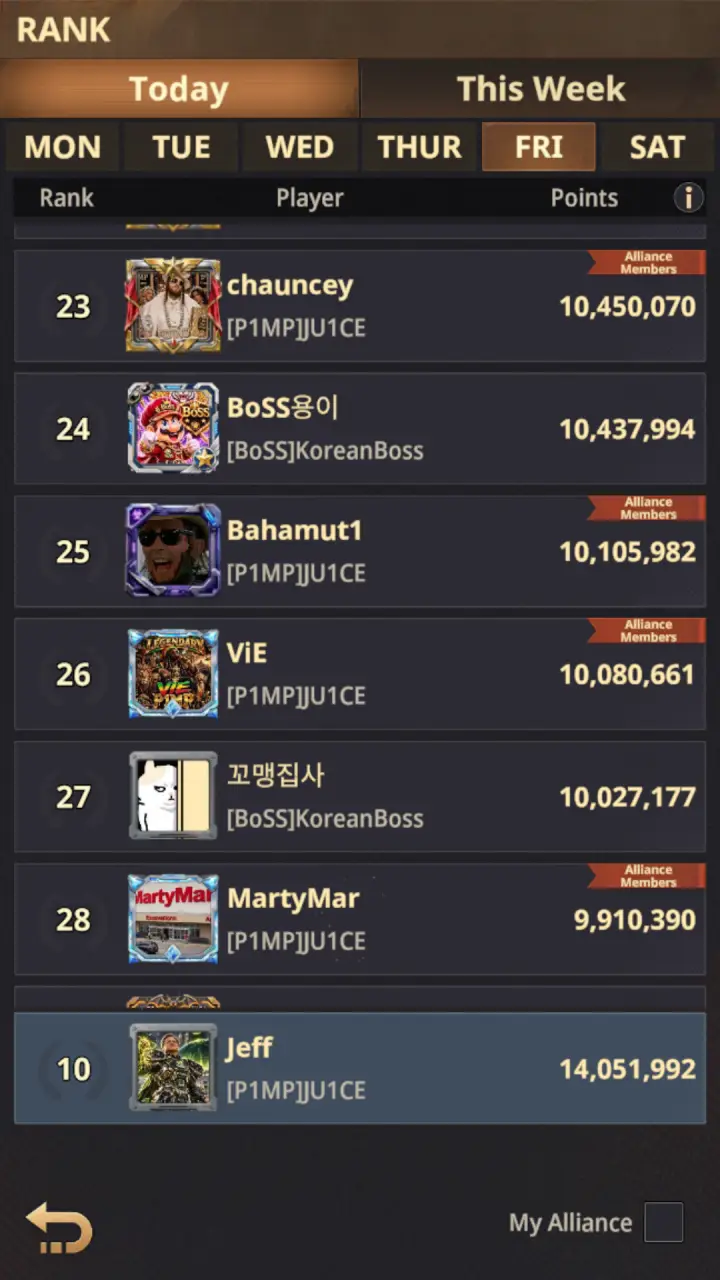 RANK
Today
This Week
MON
TUE
WED
THUR
FRI
SAT
Rank
Player
Points
i
Alliance
Members
23
chauncey
[P1MP]JU1CE
10,450,070
24
BOSS
BoSS용이
[BoSS]KoreanBoss
10,437,994
Alliance
Members
25
Bahamut1
[P1MP]JU1CE
10,105,982
Alliance
Members
26
LEGENDARY
VIE
ViE
[P1MP]JU1CE
10,080,661
27
꼬맹집사
[BoSS]KoreanBoss
10,027,177
Alliance
Members
28
MartyMar
MartyMar
[P1MP]JU1CE
9,910,390
10
Jeff
[P1MP]JU1CE
14,051,992
My Alliance